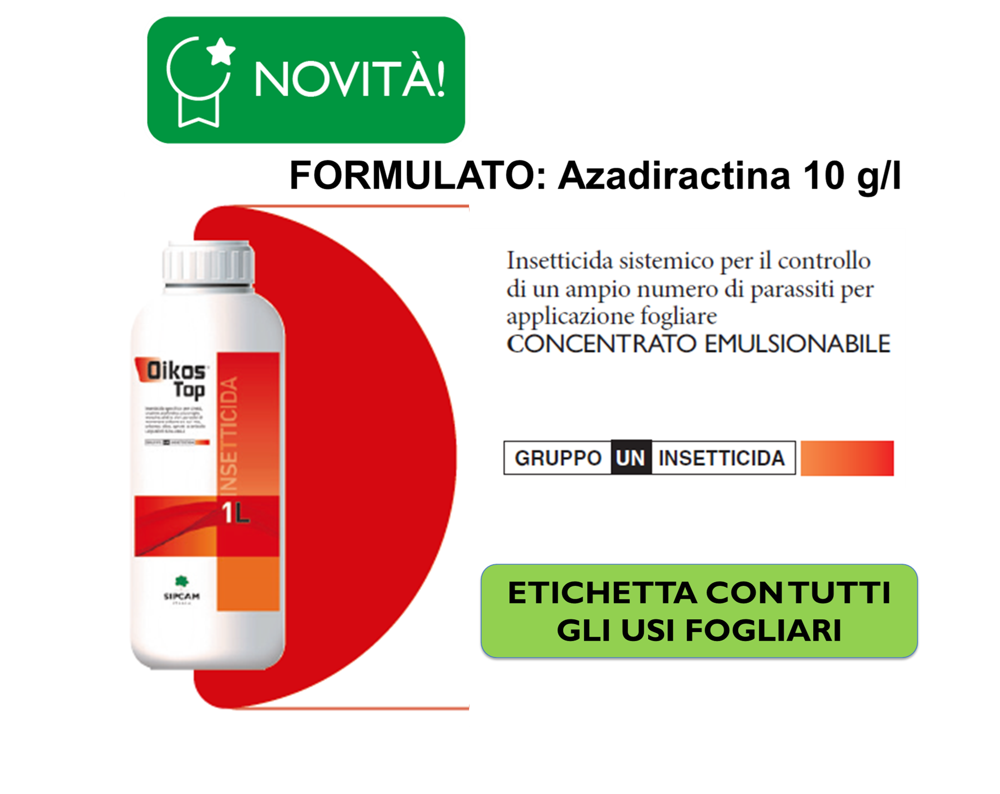 NOVITÀ!
FORMULATO: Azadiractina 10 g/l
Insetticida sistemico per il controllo
di un ampio numero di parassiti per
applicazione fogliare
CONCENTRATO EMULSIONABILE
Oikos
Top
INSETTICIDA
GRUPPO UN INSETTICIDA
1L
SIPCAM
ETICHETTA CON TUTTI
GLI USI FOGLIARI